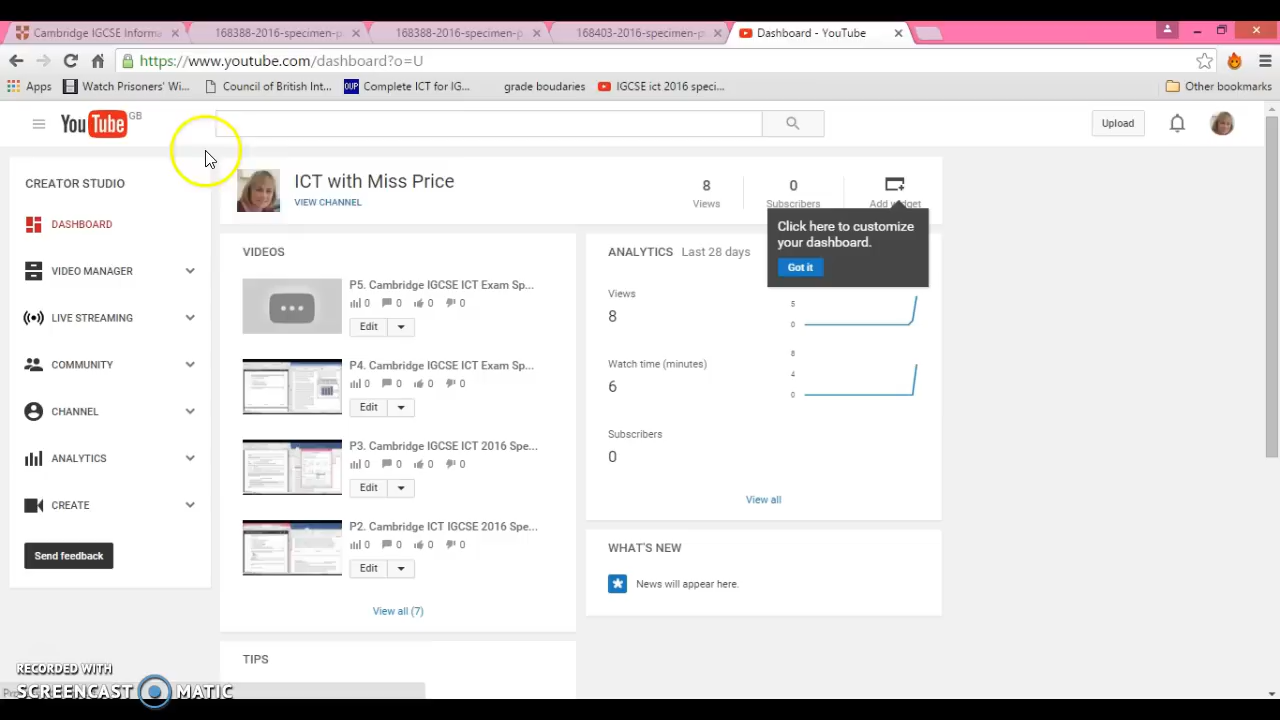 Cambridge IGCSE Informa
168388-2016-specimen-p
168388-2016-specimen-p
168403-2016-specimen-p
Dashboard - YouTube
https://www.youtube.com/dashboard?o=U
Apps
Watch Prisoners' Wi...
Council of British Int...
OUP
Complete ICT for IG...
grade boudaries
IGCSE ict 2016 speci...
Other bookmarks
YouTube GB
Upload
CREATOR STUDIO
DASHBOARD
VIDEO MANAGER
LIVE STREAMING
COMMUNITY
CHANNEL
ANALYTICS
CREATE
Send feedback
ICT with Miss Price
VIEW CHANNEL
8
Views
0
Subscribers
Add widget
Click here to customize
your dashboard.
Got it
VIDEOS
P5. Cambridge IGCSE ICT Exam Sp...
0 0 0 0
Edit
P4. Cambridge IGCSE ICT Exam Sp...
0 0 0 0
Edit
P3. Cambridge IGCSE ICT 2016 Spe...
0 0 0 0
Edit
P2. Cambridge ICT IGCSE 2016 Spe...
0 0 0 0
Edit
View all (7)
TIPS
ANALYTICS Last 28 days
Views
8
5
0
Watch time (minutes)
6
8
4
0
Subscribers
0
View all
WHAT'S NEW
News will appear here.
RECORDED WITH
SCREENCAST MATIC